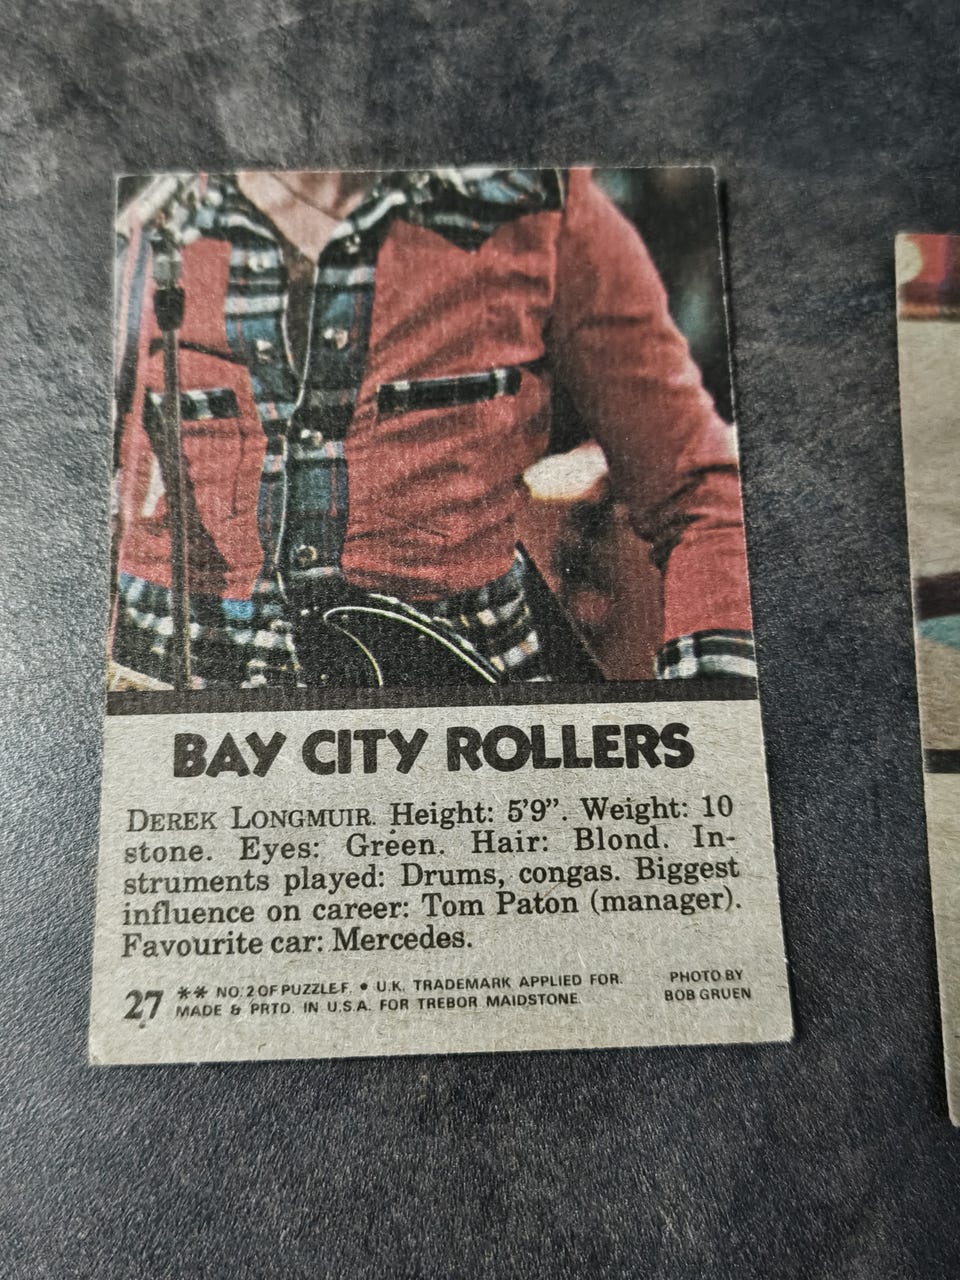 BAY CITY ROLLERS
DEREK LONGMUIR. Height: 5'9”. Weight: 10
stone. Eyes: Green. Hair: Blond. In-
struments played: Drums, congas. Biggest
influence on career: Tom Paton (manager).
Favourite car: Mercedes.
27 ** NO. 2 OF PUZZLE F. • U.K. TRADEMARK APPLIED FOR.
MADE & PRTD. IN U.S.A. FOR TREBOR MAIDSTONE.
PHOTO BY
BOB GRUEN